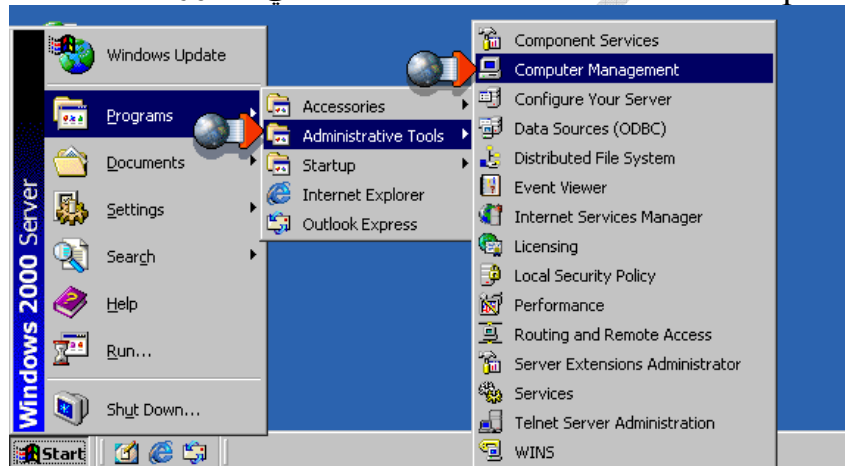 Windows Update
Programs
Documents
Settings
Search
Help
Run...
Shut Down...
Windows 2000 Server
Start
Accessories
Administrative Tools
Startup
Internet Explorer
Outlook Express
Component Services
Computer Management
Configure Your Server
Data Sources (ODBC)
Distributed File System
Event Viewer
Internet Services Manager
Licensing
Local Security Policy
Performance
Routing and Remote Access
Server Extensions Administrator
Services
Telnet Server Administration
WINS